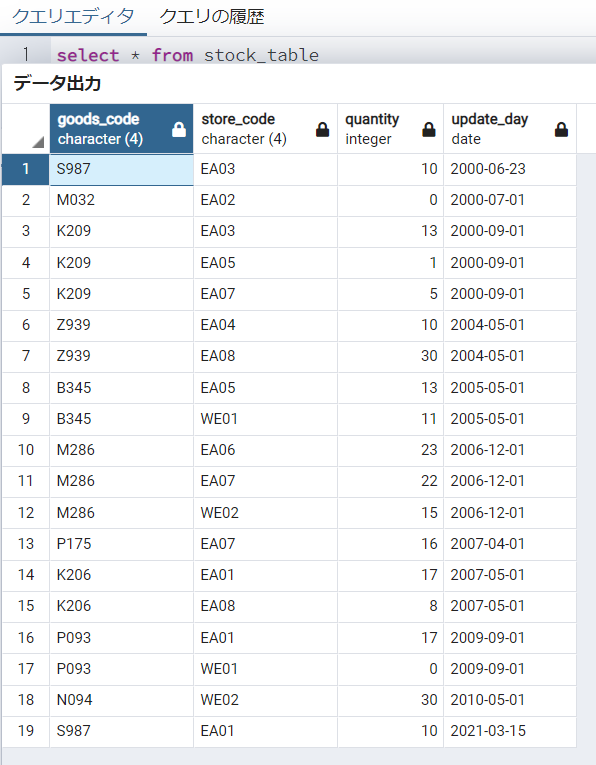 クエリエディタ クエリの履歴
1 select * from stock_table
データ出力
goods_code store_code quantity update_day
character (4) character (4) integer date
1 S987 EA03 10 2000-06-23
2 M032 EA02 0 2000-07-01
3 K209 EA03 13 2000-09-01
4 K209 EA05 1 2000-09-01
5 K209 EA07 5 2000-09-01
6 Z939 EA04 10 2004-05-01
7 Z939 EA08 30 2004-05-01
8 B345 EA05 13 2005-05-01
9 B345 WE01 11 2005-05-01
10 M286 EA06 23 2006-12-01
11 M286 EA07 22 2006-12-01
12 M286 WE02 15 2006-12-01
13 P175 EA07 16 2007-04-01
14 K206 EA01 17 2007-05-01
15 K206 EA08 8 2007-05-01
16 P093 EA01 17 2009-09-01
17 P093 WE01 0 2009-09-01
18 N094 WE02 30 2010-05-01
19 S987 EA01 10 2021-03-15